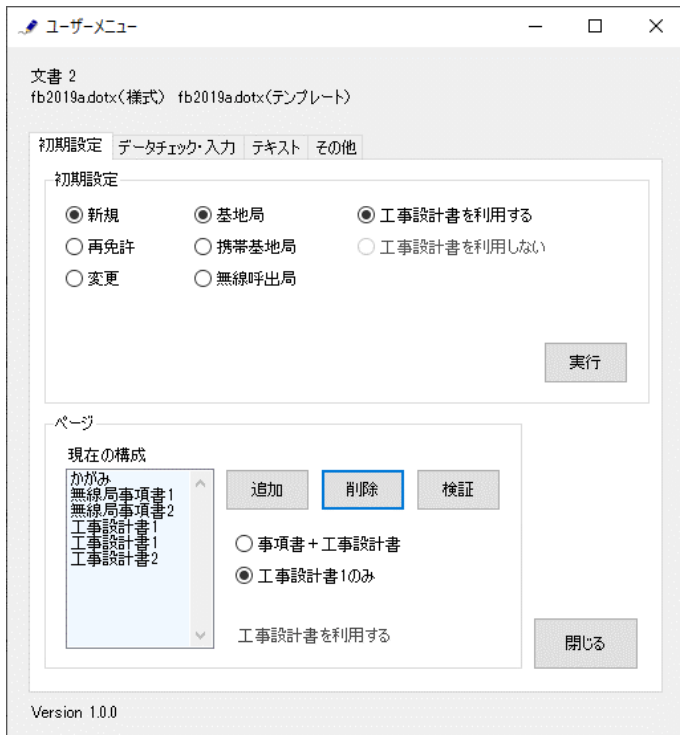 ユーザーメニュー
文書 2
fb2019a.dotx(様式) fb2019a.dotx(テンプレート)
初期設定 データチェック・入力 テキスト その他
初期設定
新規 基地局 工事設計書を利用する
再免許 携帯基地局 工事設計書を利用しない
変更 無線呼出局
実行
ページ
現在の構成
かがみ
無線局事項書1
無線局事項書2
工事設計書1
工事設計書1
工事設計書2
追加 削除 検証
事項書+工事設計書
工事設計書1のみ
工事設計書を利用する
閉じる
Version 1.0.0